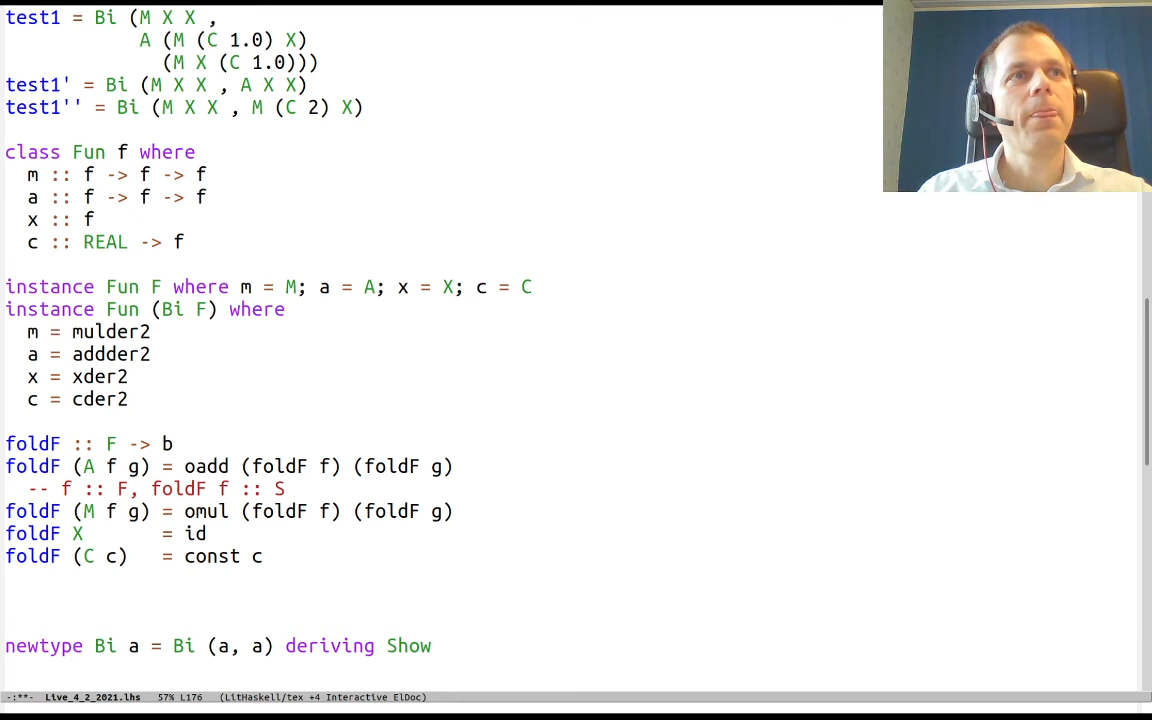 test1 = Bi (M X X ,
            A (M (C 1.0) X)
              (M X (C 1.0)))
test1' = Bi (M X X , A X X)
test1'' = Bi (M X X , M (C 2) X)
class Fun f where
  m :: f -> f -> f
  a :: f -> f -> f
  x :: f
  c :: REAL -> f
instance Fun F where m = M; a = A; x = X; c = C
instance Fun (Bi F) where
  m = mulder2
  a = addder2
  x = xder2
  c = cder2
foldF :: F -> b
foldF (A f g) = oadd (foldF f) (foldF g)
  -- f :: F, foldF f :: S
foldF (M f g) = omul (foldF f) (foldF g)
foldF X       = id
foldF (C c)   = const c
newtype Bi a = Bi (a, a) deriving Show
-:**-  Live_4_2_2021.lhs   57% L176   (LitHaskell/tex +4 Interactive ElDoc)